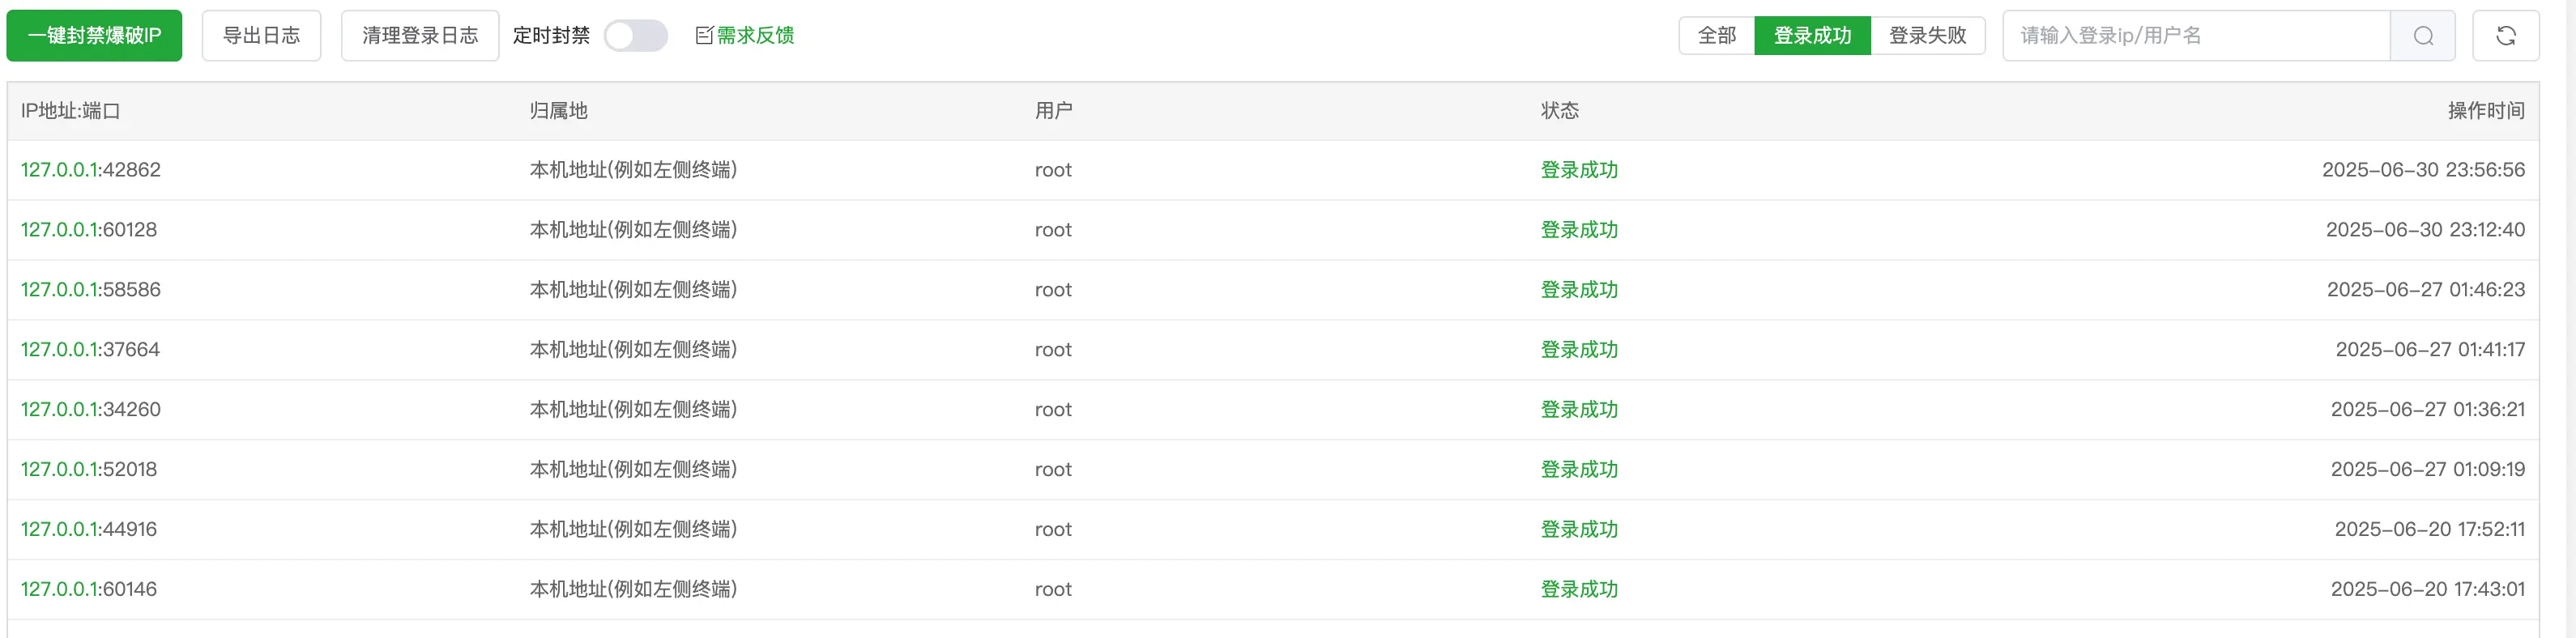 一键封禁爆破IP 导出日志 清理登录日志 定时封禁 需求反馈 全部 登录成功 登录失败 请输入登录ip/用户名
IP地址:端口 归属地 用户 状态 操作时间
127.0.0.1:42862 本机地址(例如左侧终端) root 登录成功 2025-06-30 23:56:56
127.0.0.1:60128 本机地址(例如左侧终端) root 登录成功 2025-06-30 23:12:40
127.0.0.1:58586 本机地址(例如左侧终端) root 登录成功 2025-06-27 01:46:23
127.0.0.1:37664 本机地址(例如左侧终端) root 登录成功 2025-06-27 01:41:17
127.0.0.1:34260 本机地址(例如左侧终端) root 登录成功 2025-06-27 01:36:21
127.0.0.1:52018 本机地址(例如左侧终端) root 登录成功 2025-06-27 01:09:19
127.0.0.1:44916 本机地址(例如左侧终端) root 登录成功 2025-06-20 17:52:11
127.0.0.1:60146 本机地址(例如左侧终端) root 登录成功 2025-06-20 17:43:01